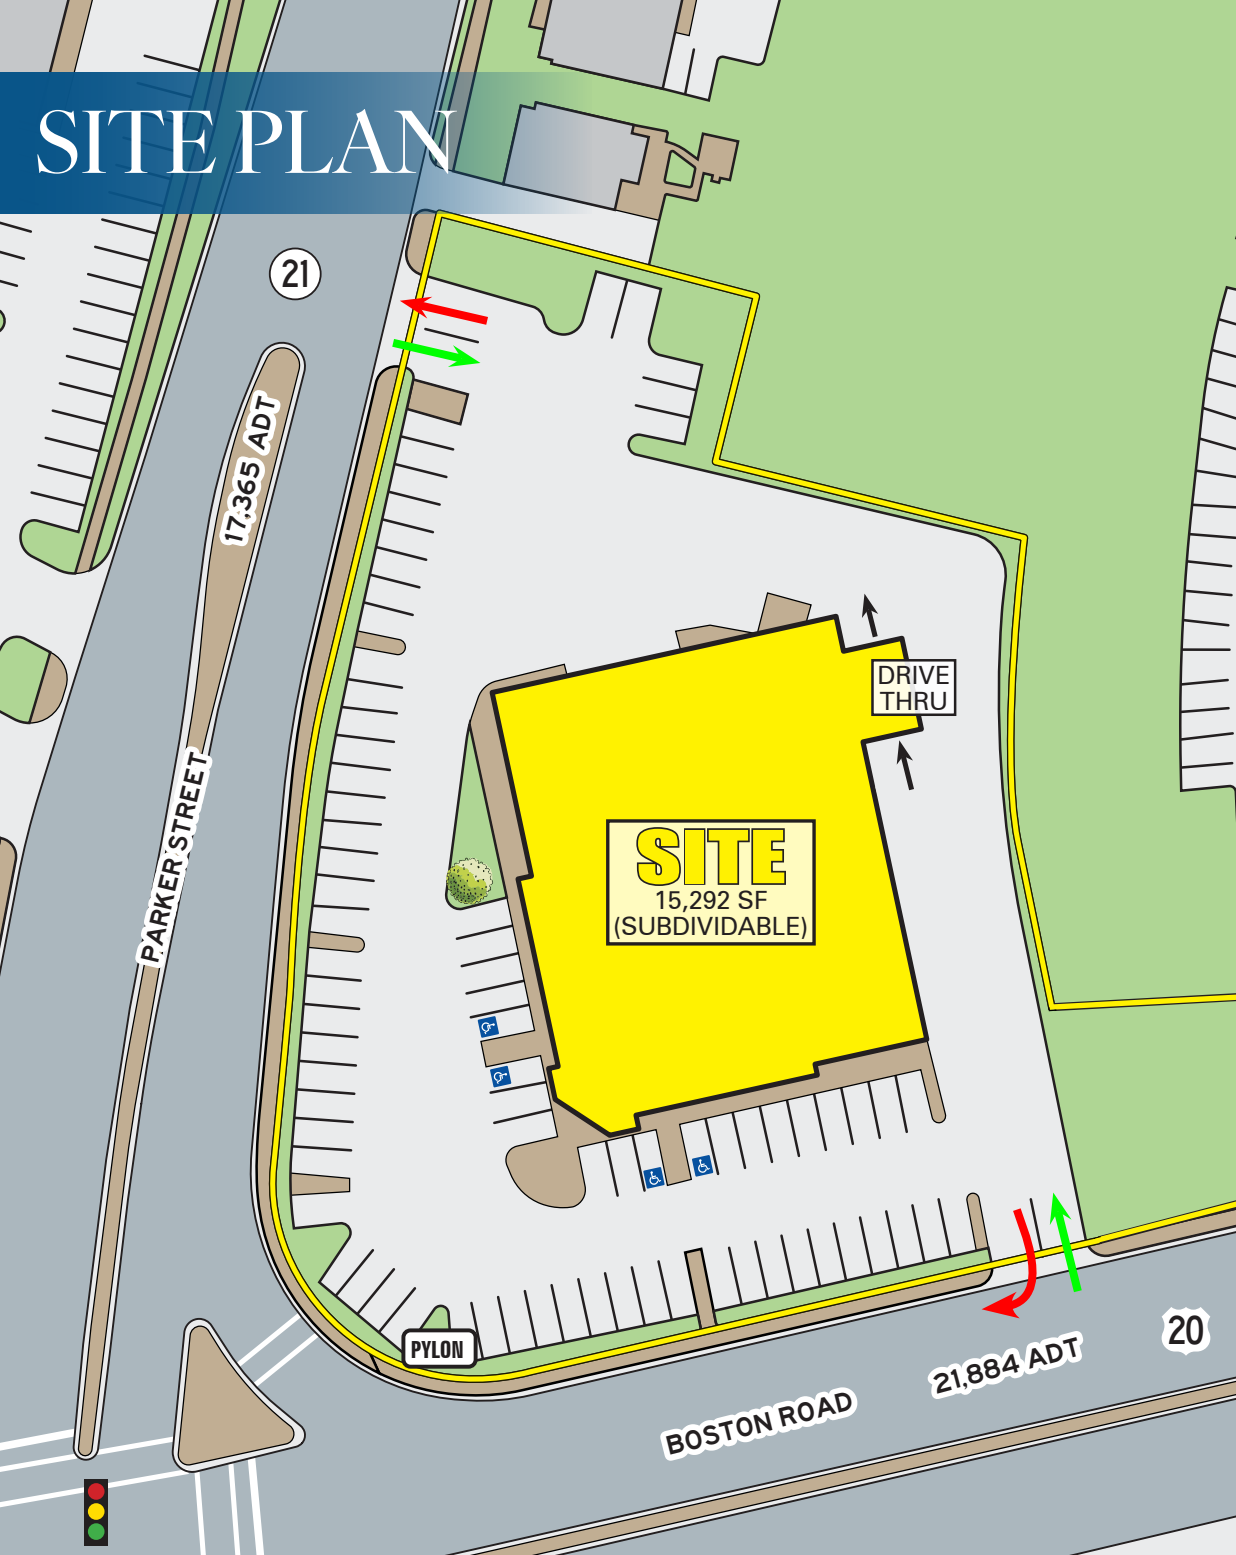 SITE PLAN
21
17,365 ADT
DRIVE
THRU
PARKER STREET
SITE
15,292 SF
(SUBDIVIDABLE)
PYLON
20
21,884 ADT
BOSTON ROAD